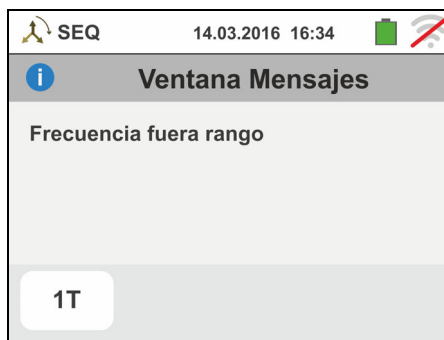 SEQ 14.03.2016 16:34
Ventana Mensajes
Frecuencia fuera rango
1T